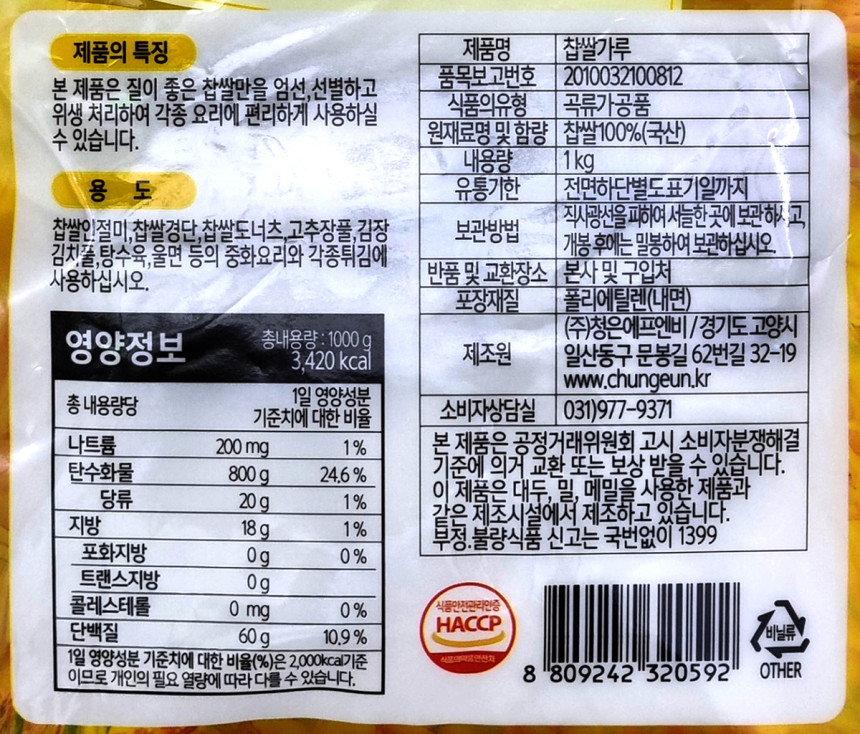 제품의 특징
본 제품은 질이 좋은 찹쌀만을 엄선,선별하고
위생 처리하여 각종 요리에 편리하게 사용하실
수 있습니다.
용 도
찹쌀인절미,찹쌀경단,찹쌀도너츠,고추장풀,김장
김치풀,탕수육,울면 등의 중화요리와 각종튀김에
사용하십시오.
영양정보
총내용량 : 1000 g
3,420 kcal
총 내용량당 1일 영양성분
기준치에 대한 비율
나트륨 200 mg 1%
탄수화물 800 g 24.6 %
당류 20 g 1%
지방 18 g 1%
포화지방 0 g 0%
트랜스지방 0 g
콜레스테롤 0 mg 0%
단백질 60 g 10.9 %
1일 영양성분 기준치에 대한 비율(%)은 2,000kcal기준
이므로 개인의 필요 열량에 따라 다를 수 있습니다.
제품명 찹쌀가루
품목보고번호 2010032100812
식품의유형 곡류가공품
원재료명 및 함량 찹쌀100%(국산)
내용량 1kg
유통기한 전면하단별도표기일까지
보관방법 직사광선을 피하여 서늘한 곳에 보관하시고,
개봉 후에는 밀봉하여 보관하십시오.
반품 및 교환장소 본사 및 구입처
포장재질 폴리에틸렌(내면)
제조원 (주)청은에프엔비 / 경기도 고양시
일산동구 문봉길 62번길 32-19
www.chungeun.kr
소비자상담실 031)977-9371
본 제품은 공정거래위원회 고시 소비자분쟁해결
기준에 의거 교환 또는 보상 받을 수 있습니다.
이 제품은 대두, 밀, 메밀을 사용한 제품과
같은 제조시설에서 제조하고 있습니다.
부정.불량식품 신고는 국번없이 1399
식품안전관리인증
HACCP
식품의약품안전처
8 809242 320592
비닐류
OTHER